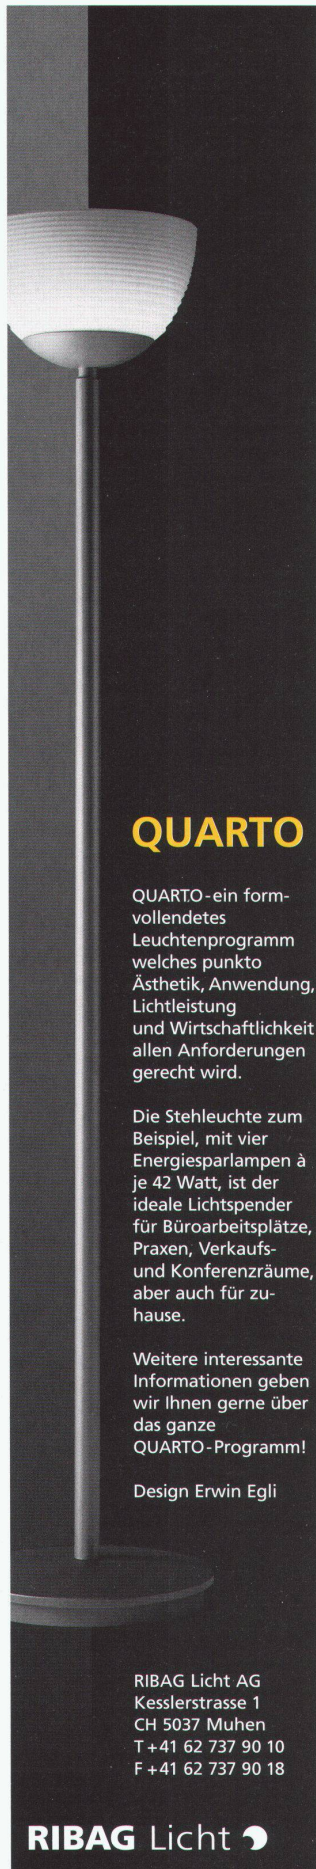 QUARTO
QUARTO-ein form-
vollendetes
Leuchtenprogramm
welches punkto
Ästhetik, Anwendung,
Lichtleistung
und Wirtschaftlichkeit
allen Anforderungen
gerecht wird.
Die Stehleuchte zum
Beispiel, mit vier
Energiesparlampen à
je 42 Watt, ist der
ideale Lichtspender
für Büroarbeitsplätze,
Praxen, Verkaufs-
und Konferenzräume,
aber auch für zu-
hause.
Weitere interessante
Informationen geben
wir Ihnen gerne über
das ganze
QUARTO-Programm!
Design Erwin Egli
RIBAG Licht AG
Kesslerstrasse 1
CH 5037 Muhen
T +41 62 737 90 10
F +41 62 737 90 18
RIBAG Licht